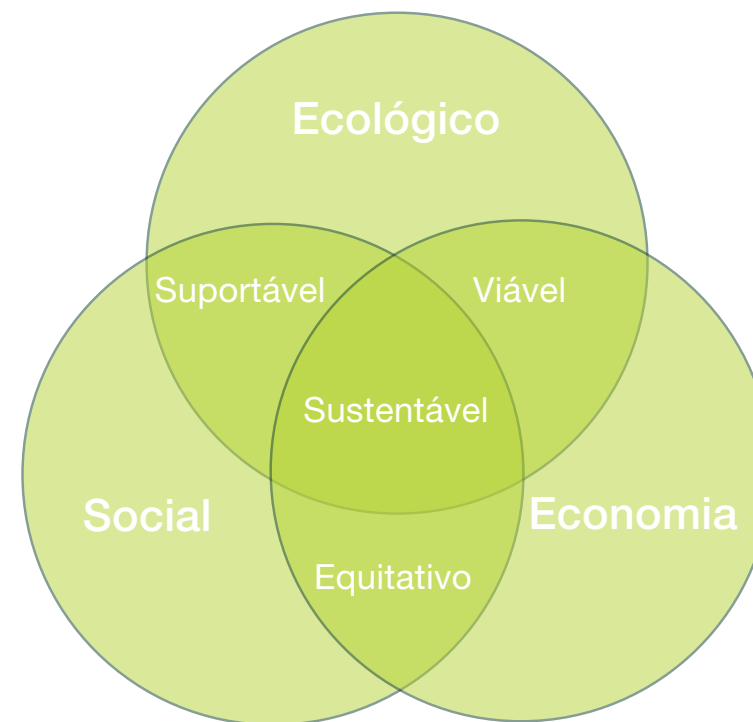 Ecológico
Suportável
Viável
Sustentável
Social
Economia
Equitativo